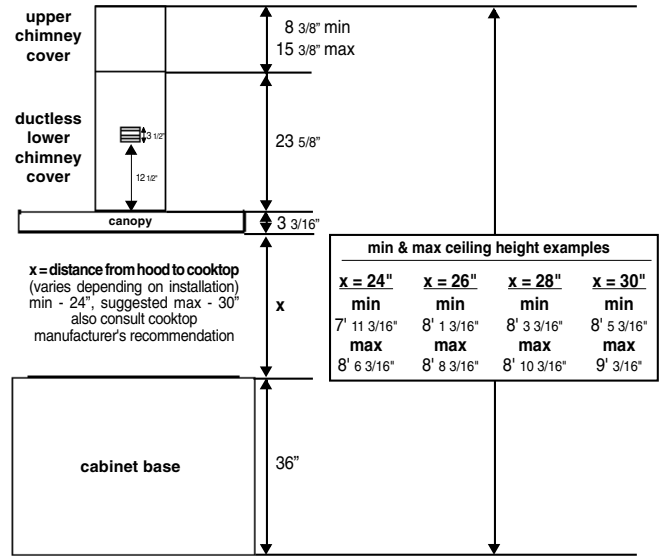 upper
chimney
cover
8 3/8” min
15 3/8” max
ductless
lower
chimney
cover
3 1/2"
12 1/2"
23 5/8”
canopy
3 3/16”
x = distance from hood to cooktop
(varies depending on installation)
min - 24”, suggested max - 30”
also consult cooktop
manufacturer's recommendation
x
min & max ceiling height examples
x = 24" x = 26" x = 28" x = 30"
min min min min
7' 11 3/16" 8' 1 3/16" 8' 3 3/16" 8' 5 3/16"
max max max max
8' 6 3/16" 8' 8 3/16" 8' 10 3/16" 9' 3/16"
cabinet base
36”